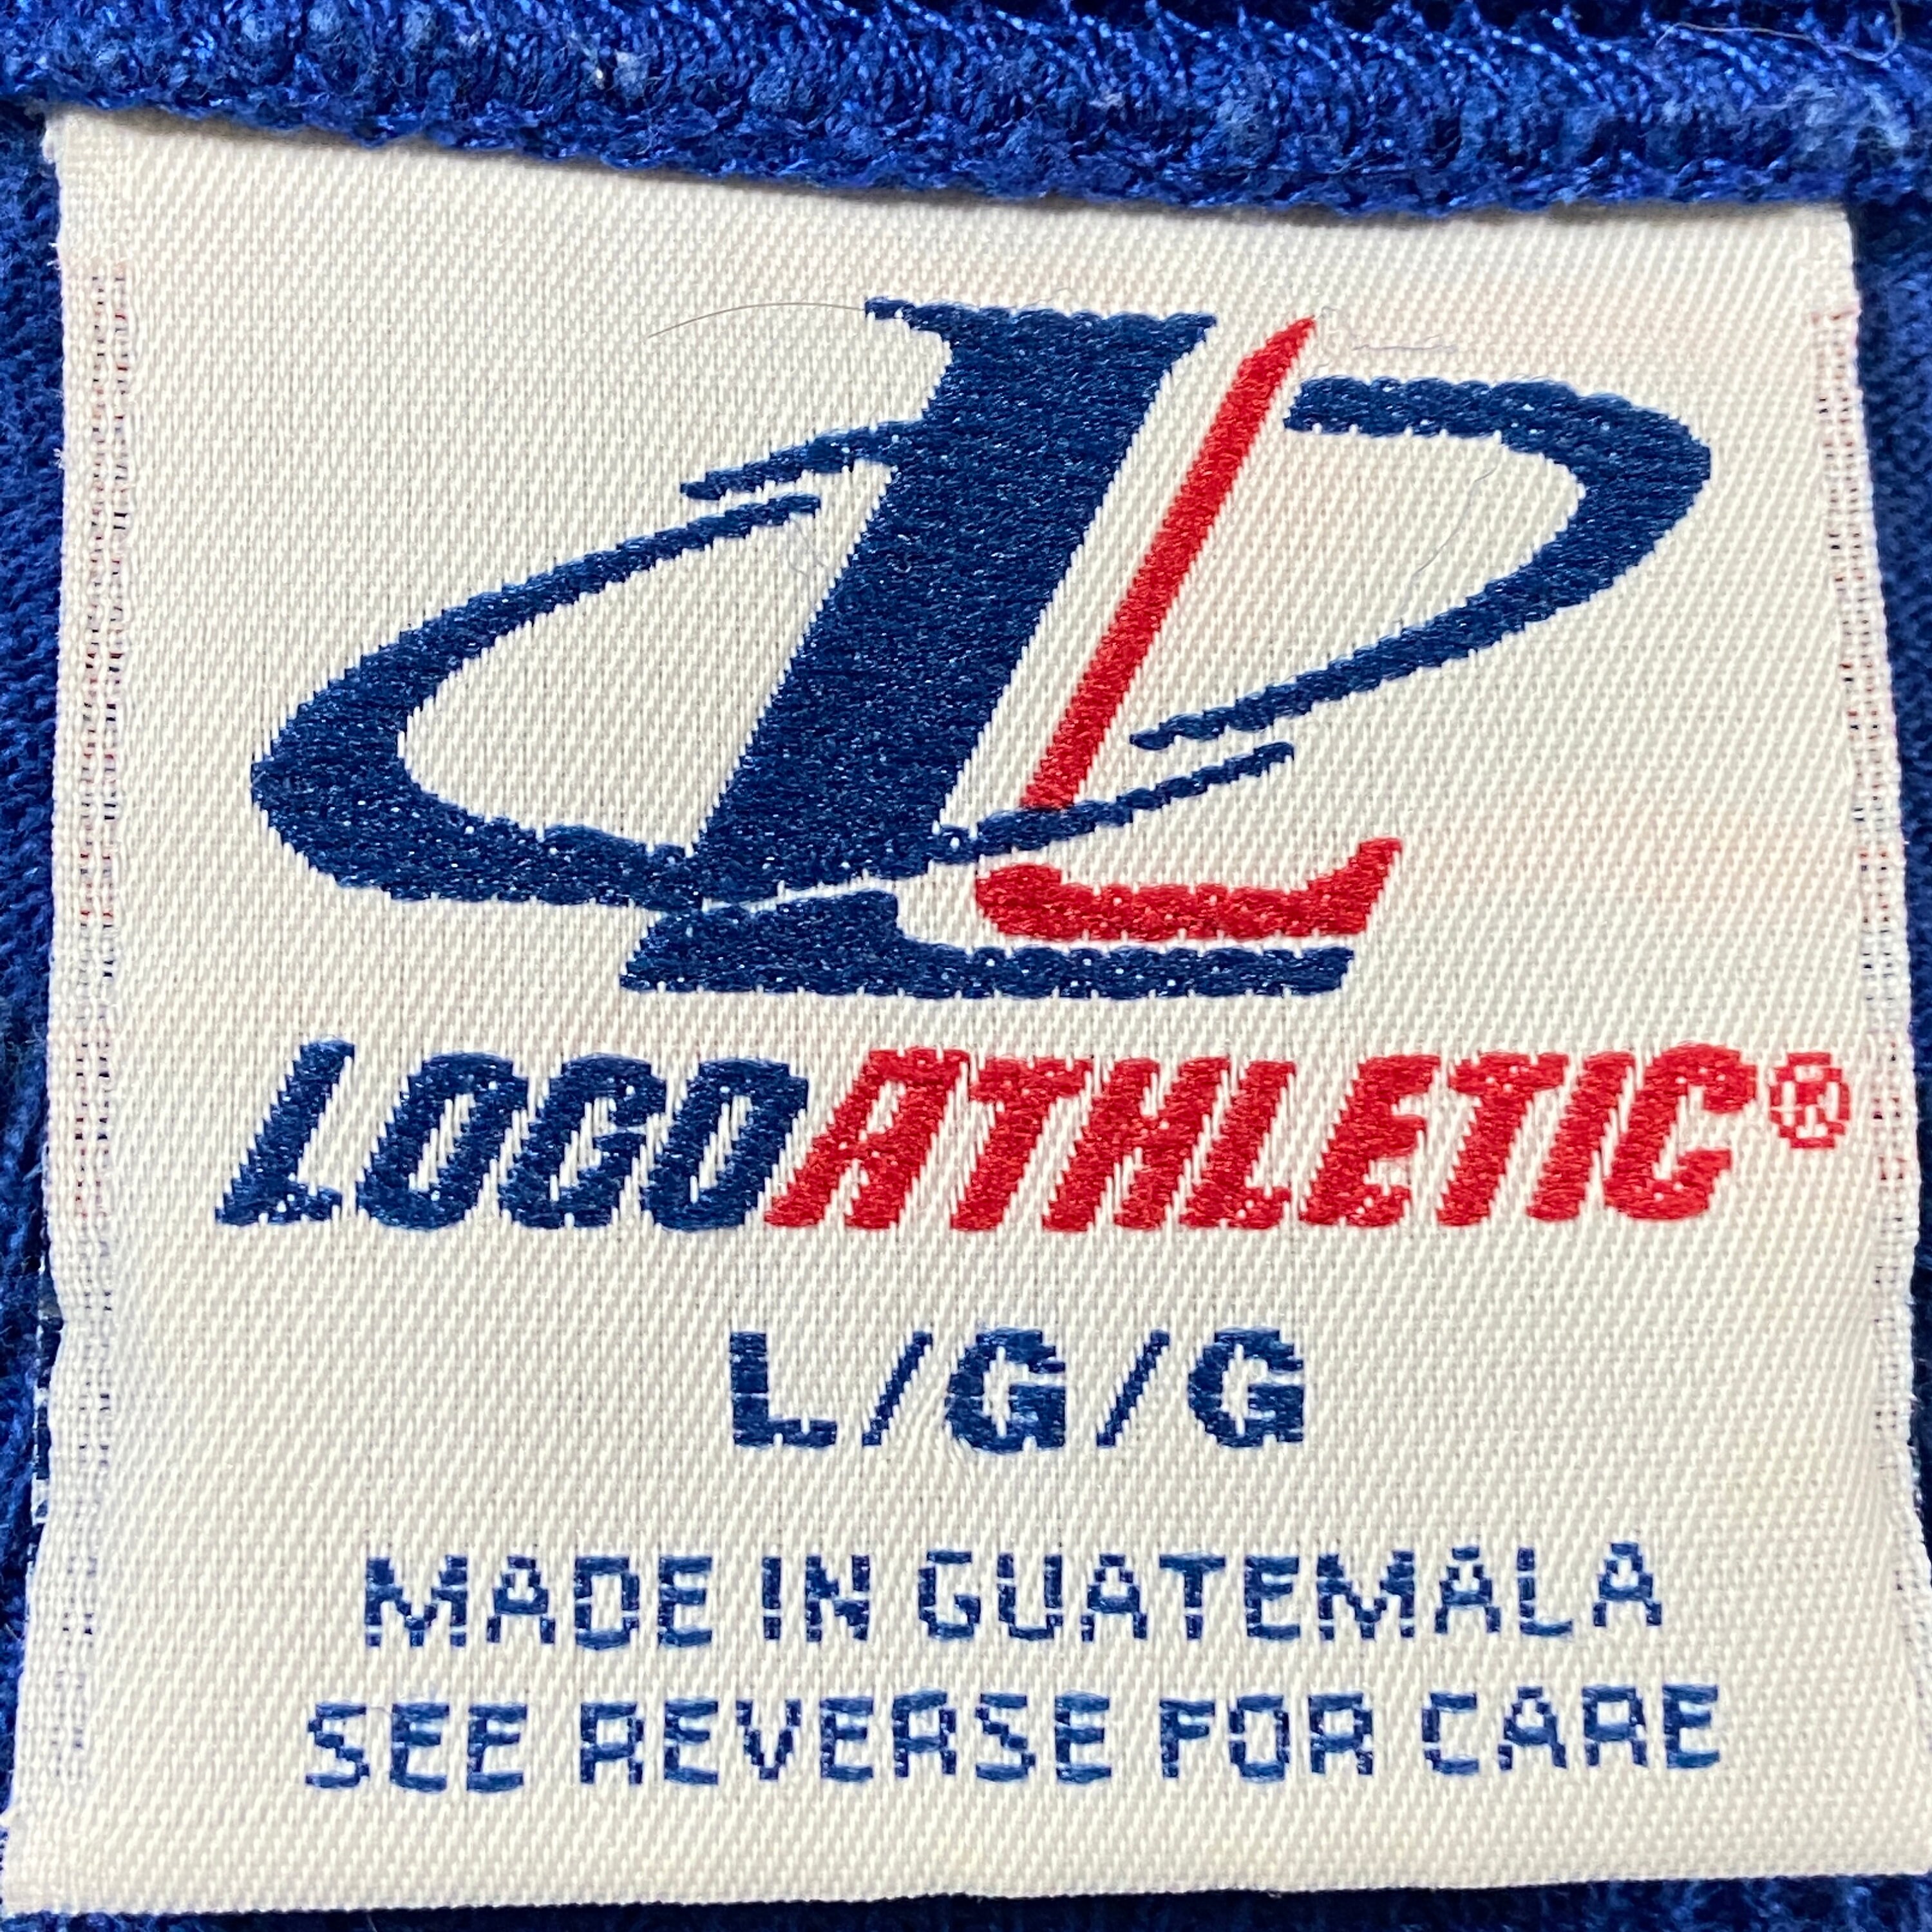 LOGOATHLETIC®
L/G/G
MADE IN GUATEMALA
SEE REVERSE FOR CARE